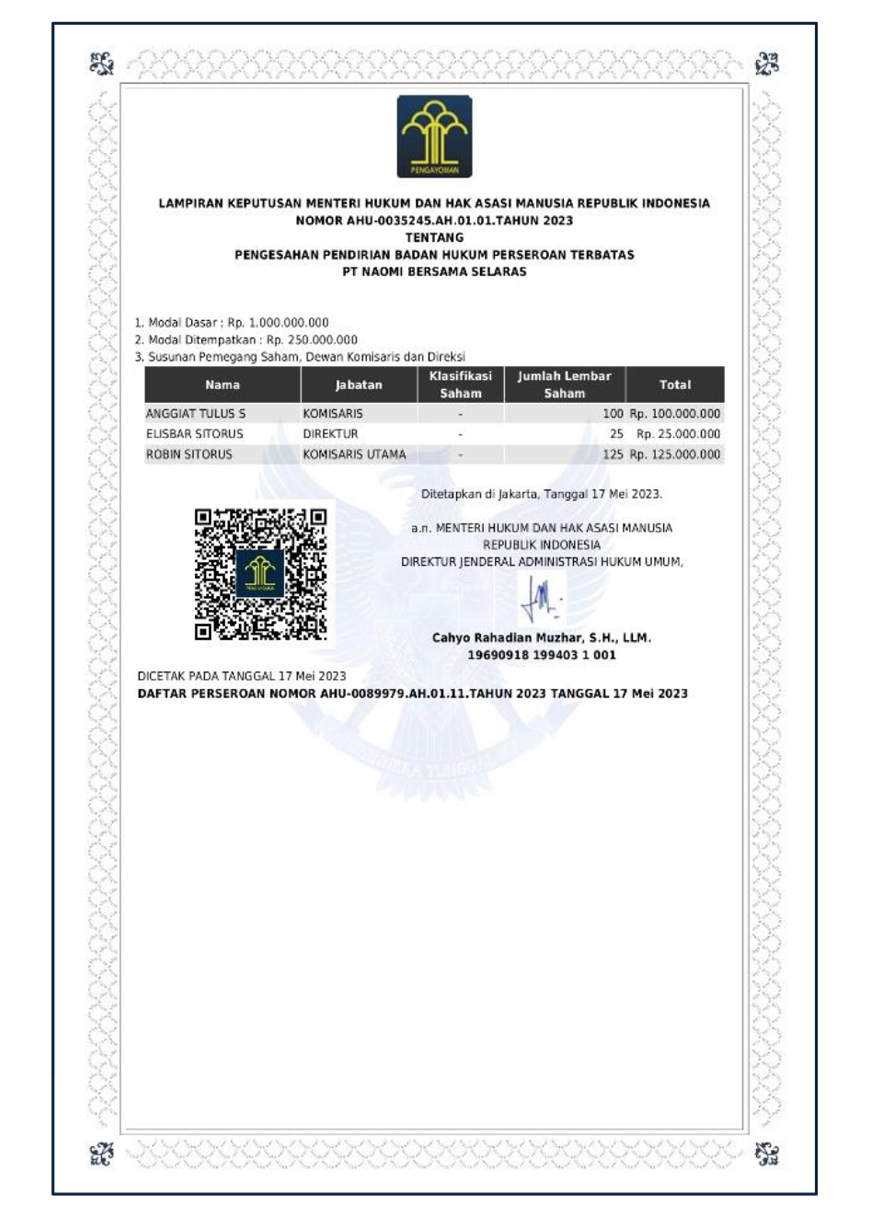 PENGAYOMAN
LAMPIRAN KEPUTUSAN MENTERI HUKUM DAN HAK ASASI MANUSIA REPUBLIK INDONESIA
NOMOR AHU-0035245.AH.01.01.TAHUN 2023
TENTANG
PENGESAHAN PENDIRIAN BADAN HUKUM PERSEROAN TERBATAS
PT NAOMI BERSAMA SELARAS
1. Modal Dasar : Rp. 1.000.000.000
2. Modal Ditempatkan : Rp. 250.000.000
3. Susunan Pemegang Saham, Dewan Komisaris dan Direksi
Nama Jabatan Klasifikasi Saham Jumlah Lembar Saham Total
ANGGIAT TULUS S KOMISARIS - 100 Rp. 100.000.000
ELISBAR SITORUS DIREKTUR - 25 Rp. 25.000.000
ROBIN SITORUS KOMISARIS UTAMA - 125 Rp. 125.000.000
Ditetapkan di Jakarta, Tanggal 17 Mei 2023.
a.n. MENTERI HUKUM DAN HAK ASASI MANUSIA
REPUBLIK INDONESIA
DIREKTUR JENDERAL ADMINISTRASI HUKUM UMUM,
Cahyo Rahadian Muzhar, S.H., LLM.
19690918 199403 1 001
DICETAK PADA TANGGAL 17 Mei 2023
DAFTAR PERSEROAN NOMOR AHU-0089979.AH.01.11.TAHUN 2023 TANGGAL 17 Mei 2023